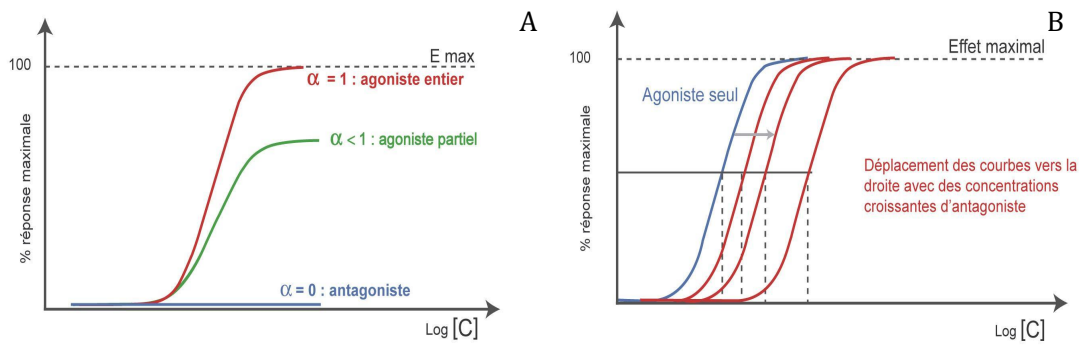 A
E max
100
α = 1 : agoniste entier
α < 1 : agoniste partiel
% réponse maximale
α = 0 : antagoniste
Log [C]
B
Effet maximal
100
Agoniste seul
Déplacement des courbes vers la
droite avec des concentrations
croissantes d'antagoniste
% réponse maximale
Log [C]